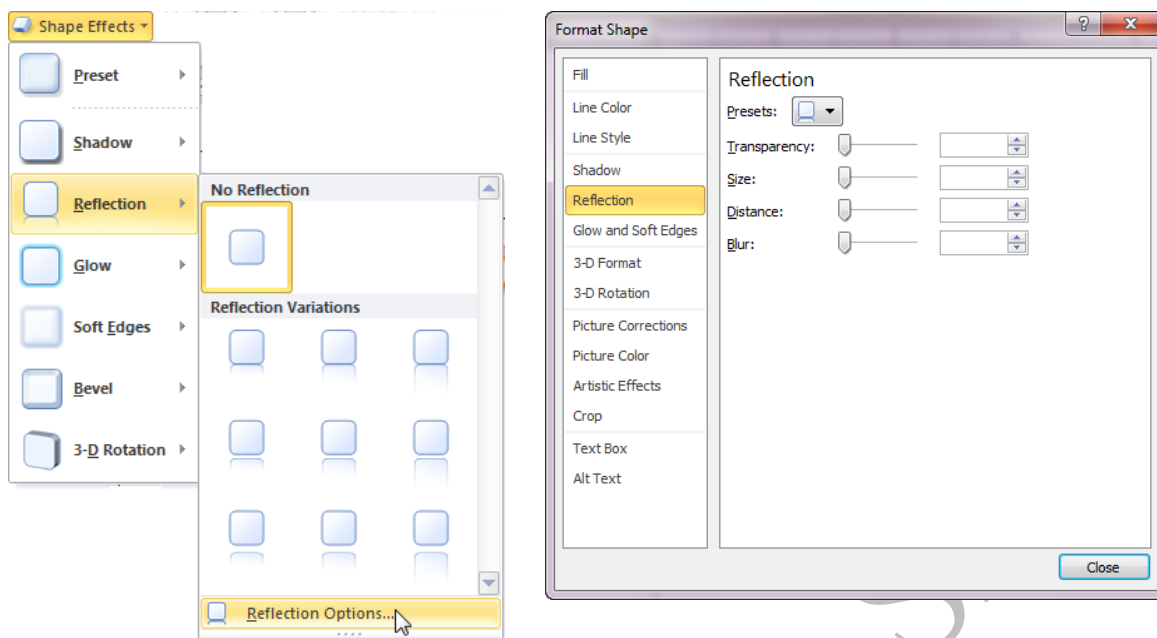 Shape Effects
Preset
Shadow
Reflection
Glow
Soft Edges
Bevel
3-D Rotation
No Reflection
Reflection Variations
Reflection Options...
Format Shape
Fill
Line Color
Line Style
Shadow
Reflection
Glow and Soft Edges
3-D Format
3-D Rotation
Picture Corrections
Picture Color
Artistic Effects
Crop
Text Box
Alt Text
Reflection
Presets:
Transparency:
Size:
Distance:
Blur:
Close